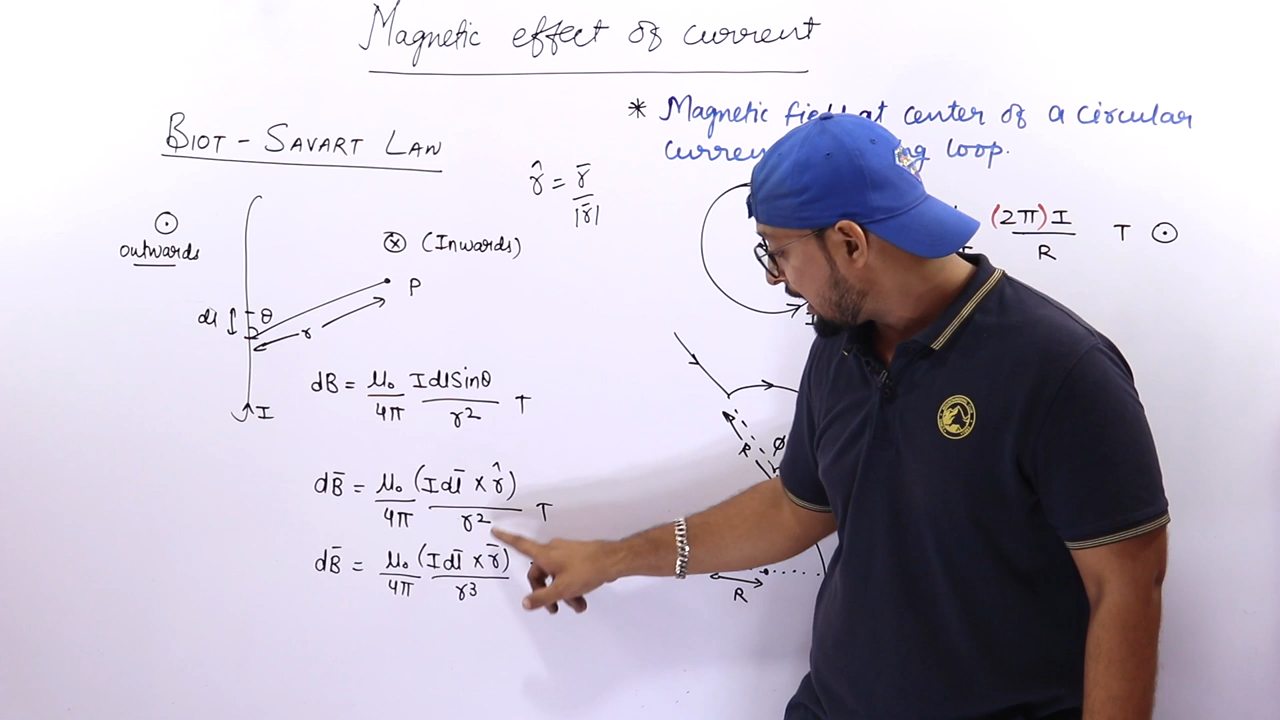 Magnetic effect of current
BIOT - SAVART LAW
r̂ = r̄ / |r̄|
outwards
(Inwards)
P
dl
θ
r
I
dB = μ₀/4π Idlsinθ/r² T
dB̄ = μ₀/4π (Idl̄ × r̂)/r² T
dB̄ = μ₀/4π (Idl̄ × r̄)/r³
* Magnetic field at center of a circular
loop.
(2π)I/R T ⊙
I
R
φ
R